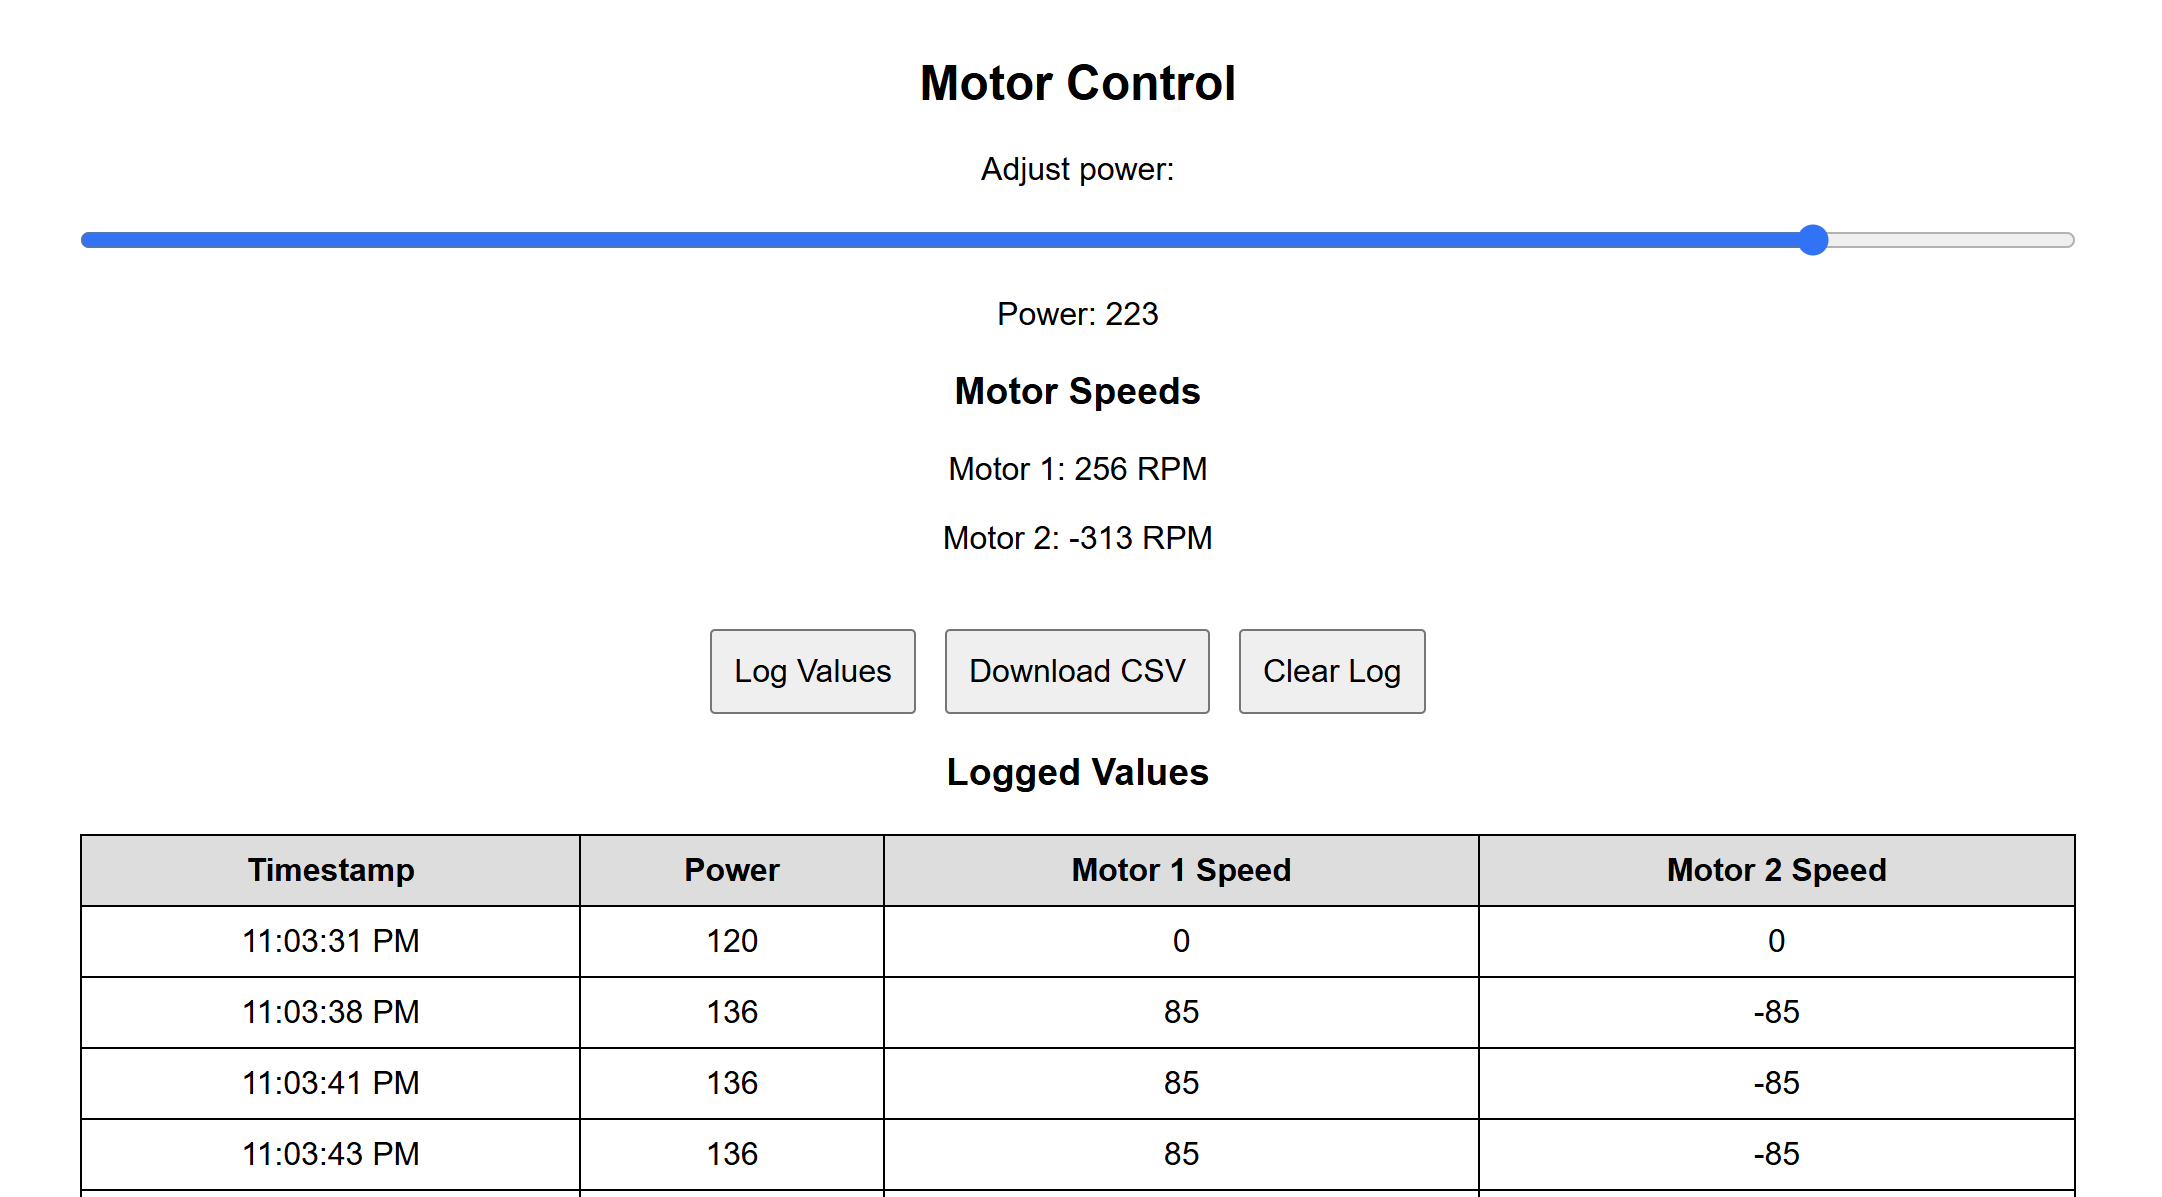 Motor Control
Adjust power:
Power: 223
Motor Speeds
Motor 1: 256 RPM
Motor 2: -313 RPM
Log Values Download CSV Clear Log
Logged Values
Timestamp Power Motor 1 Speed Motor 2 Speed
11:03:31 PM 120 0 0
11:03:38 PM 136 85 -85
11:03:41 PM 136 85 -85
11:03:43 PM 136 85 -85